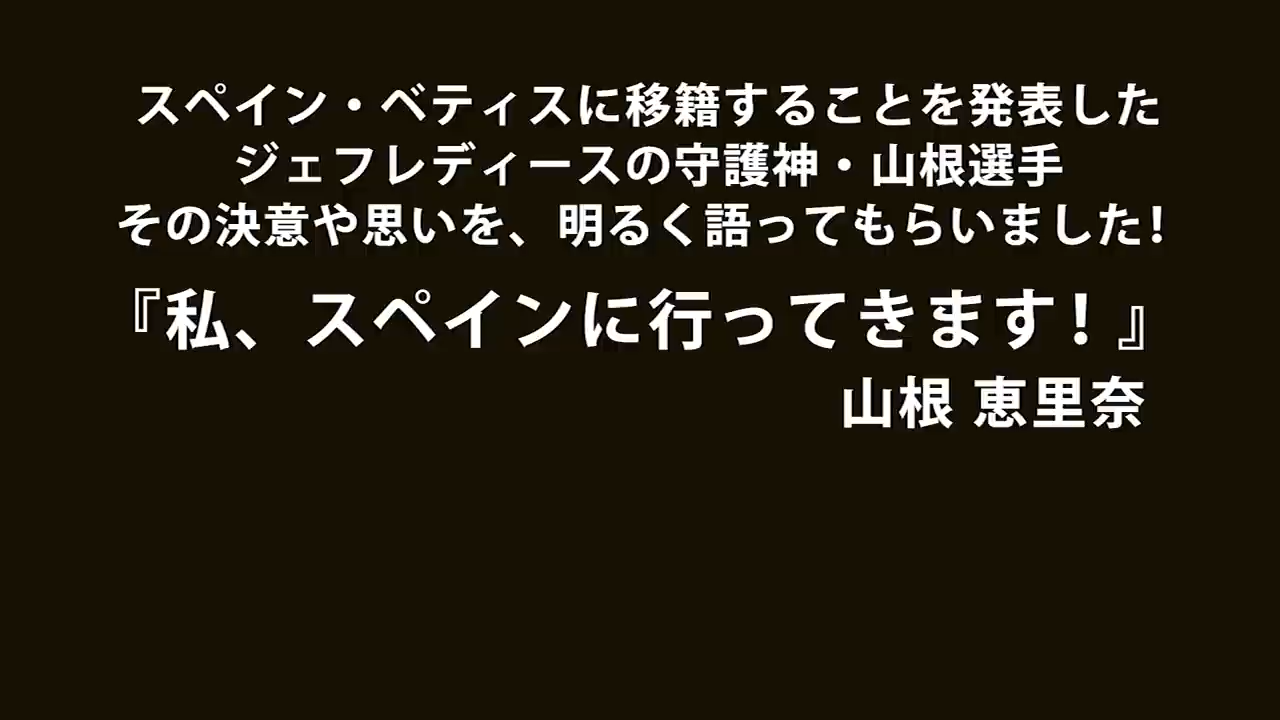 スペイン・ベティスに移籍することを発表した
ジェフレディースの守護神・山根選手
その決意や思いを、明るく語ってもらいました!
『私、スペインに行ってきます!』
山根 恵里奈